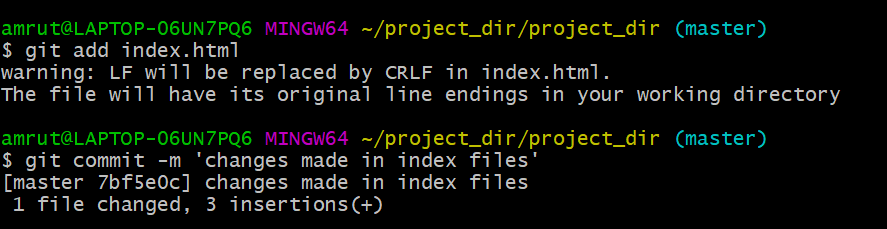 amrut@LAPTOP-06UN7PQ6 MINGW64 ~/project_dir/project_dir (master)
$ git add index.html
warning: LF will be replaced by CRLF in index.html.
The file will have its original line endings in your working directory
amrut@LAPTOP-06UN7PQ6 MINGW64 ~/project_dir/project_dir (master)
$ git commit -m 'changes made in index files'
[master 7bf5e0c] changes made in index files
 1 file changed, 3 insertions(+)